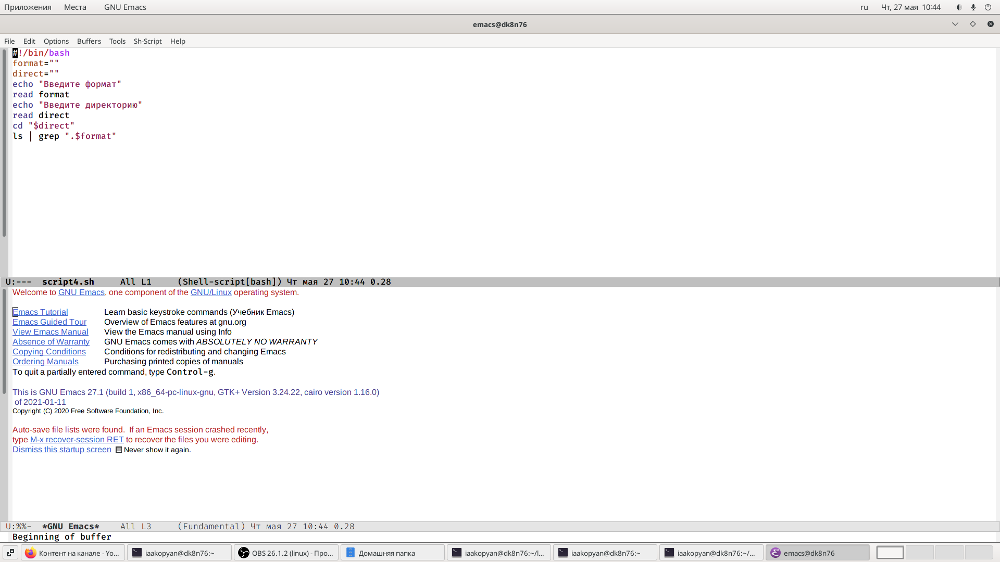 Приложения Места GNU Emacs ru Чт, 27 мая 10:44
emacs@dk8n76
File Edit Options Buffers Tools Sh-Script Help
#!/bin/bash
format=""
direct=""
echo "Введите формат"
read format
echo "Введите директорию"
read direct
cd "$direct"
ls | grep ".$format"
U:--- script4.sh All L1 (Shell-script[bash]) Чт мая 27 10:44 0.28
Welcome to GNU Emacs, one component of the GNU/Linux operating system.
Emacs Tutorial Learn basic keystroke commands (Учебник Emacs)
Emacs Guided Tour Overview of Emacs features at gnu.org
View Emacs Manual View the Emacs manual using Info
Absence of Warranty GNU Emacs comes with ABSOLUTELY NO WARRANTY
Copying Conditions Conditions for redistributing and changing Emacs
Ordering Manuals Purchasing printed copies of manuals
To quit a partially entered command, type Control-g.
This is GNU Emacs 27.1 (build 1, x86_64-pc-linux-gnu, GTK+ Version 3.24.22, cairo version 1.16.0)
of 2021-01-11
Copyright (C) 2020 Free Software Foundation, Inc.
Auto-save file lists were found. If an Emacs session crashed recently,
type M-x recover-session RET to recover the files you were editing.
Dismiss this startup screen Never show it again.
U:%%- *GNU Emacs* All L3 (Fundamental) Чт мая 27 10:44 0.28
Beginning of buffer
Контент на канале - Yo... iaakopyan@dk8n76:~ OBS 26.1.2 (linux) - Про... Домашняя папка iaakopyan@dk8n76:~/l... iaakopyan@dk8n76:~ iaakopyan@dk8n76:~/... emacs@dk8n76